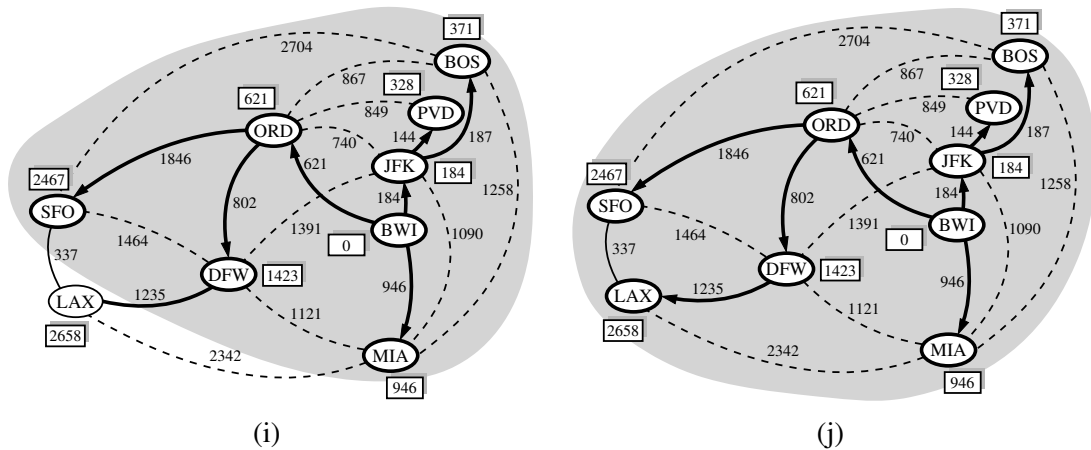 371
2704
BOS
867
328
621
PVD
849
ORD
144
187
740
1846
JFK
621
2467
184
1258
802
184
SFO
1391
BWI
1464
0
1090
337
DFW
1423
946
LAX
1235
1121
2658
2342
MIA
946
(i)
371
2704
BOS
867
328
621
PVD
849
ORD
144
187
740
1846
JFK
621
2467
184
1258
802
184
SFO
1391
BWI
1464
0
1090
337
DFW
1423
946
LAX
1235
1121
2658
2342
MIA
946
(j)